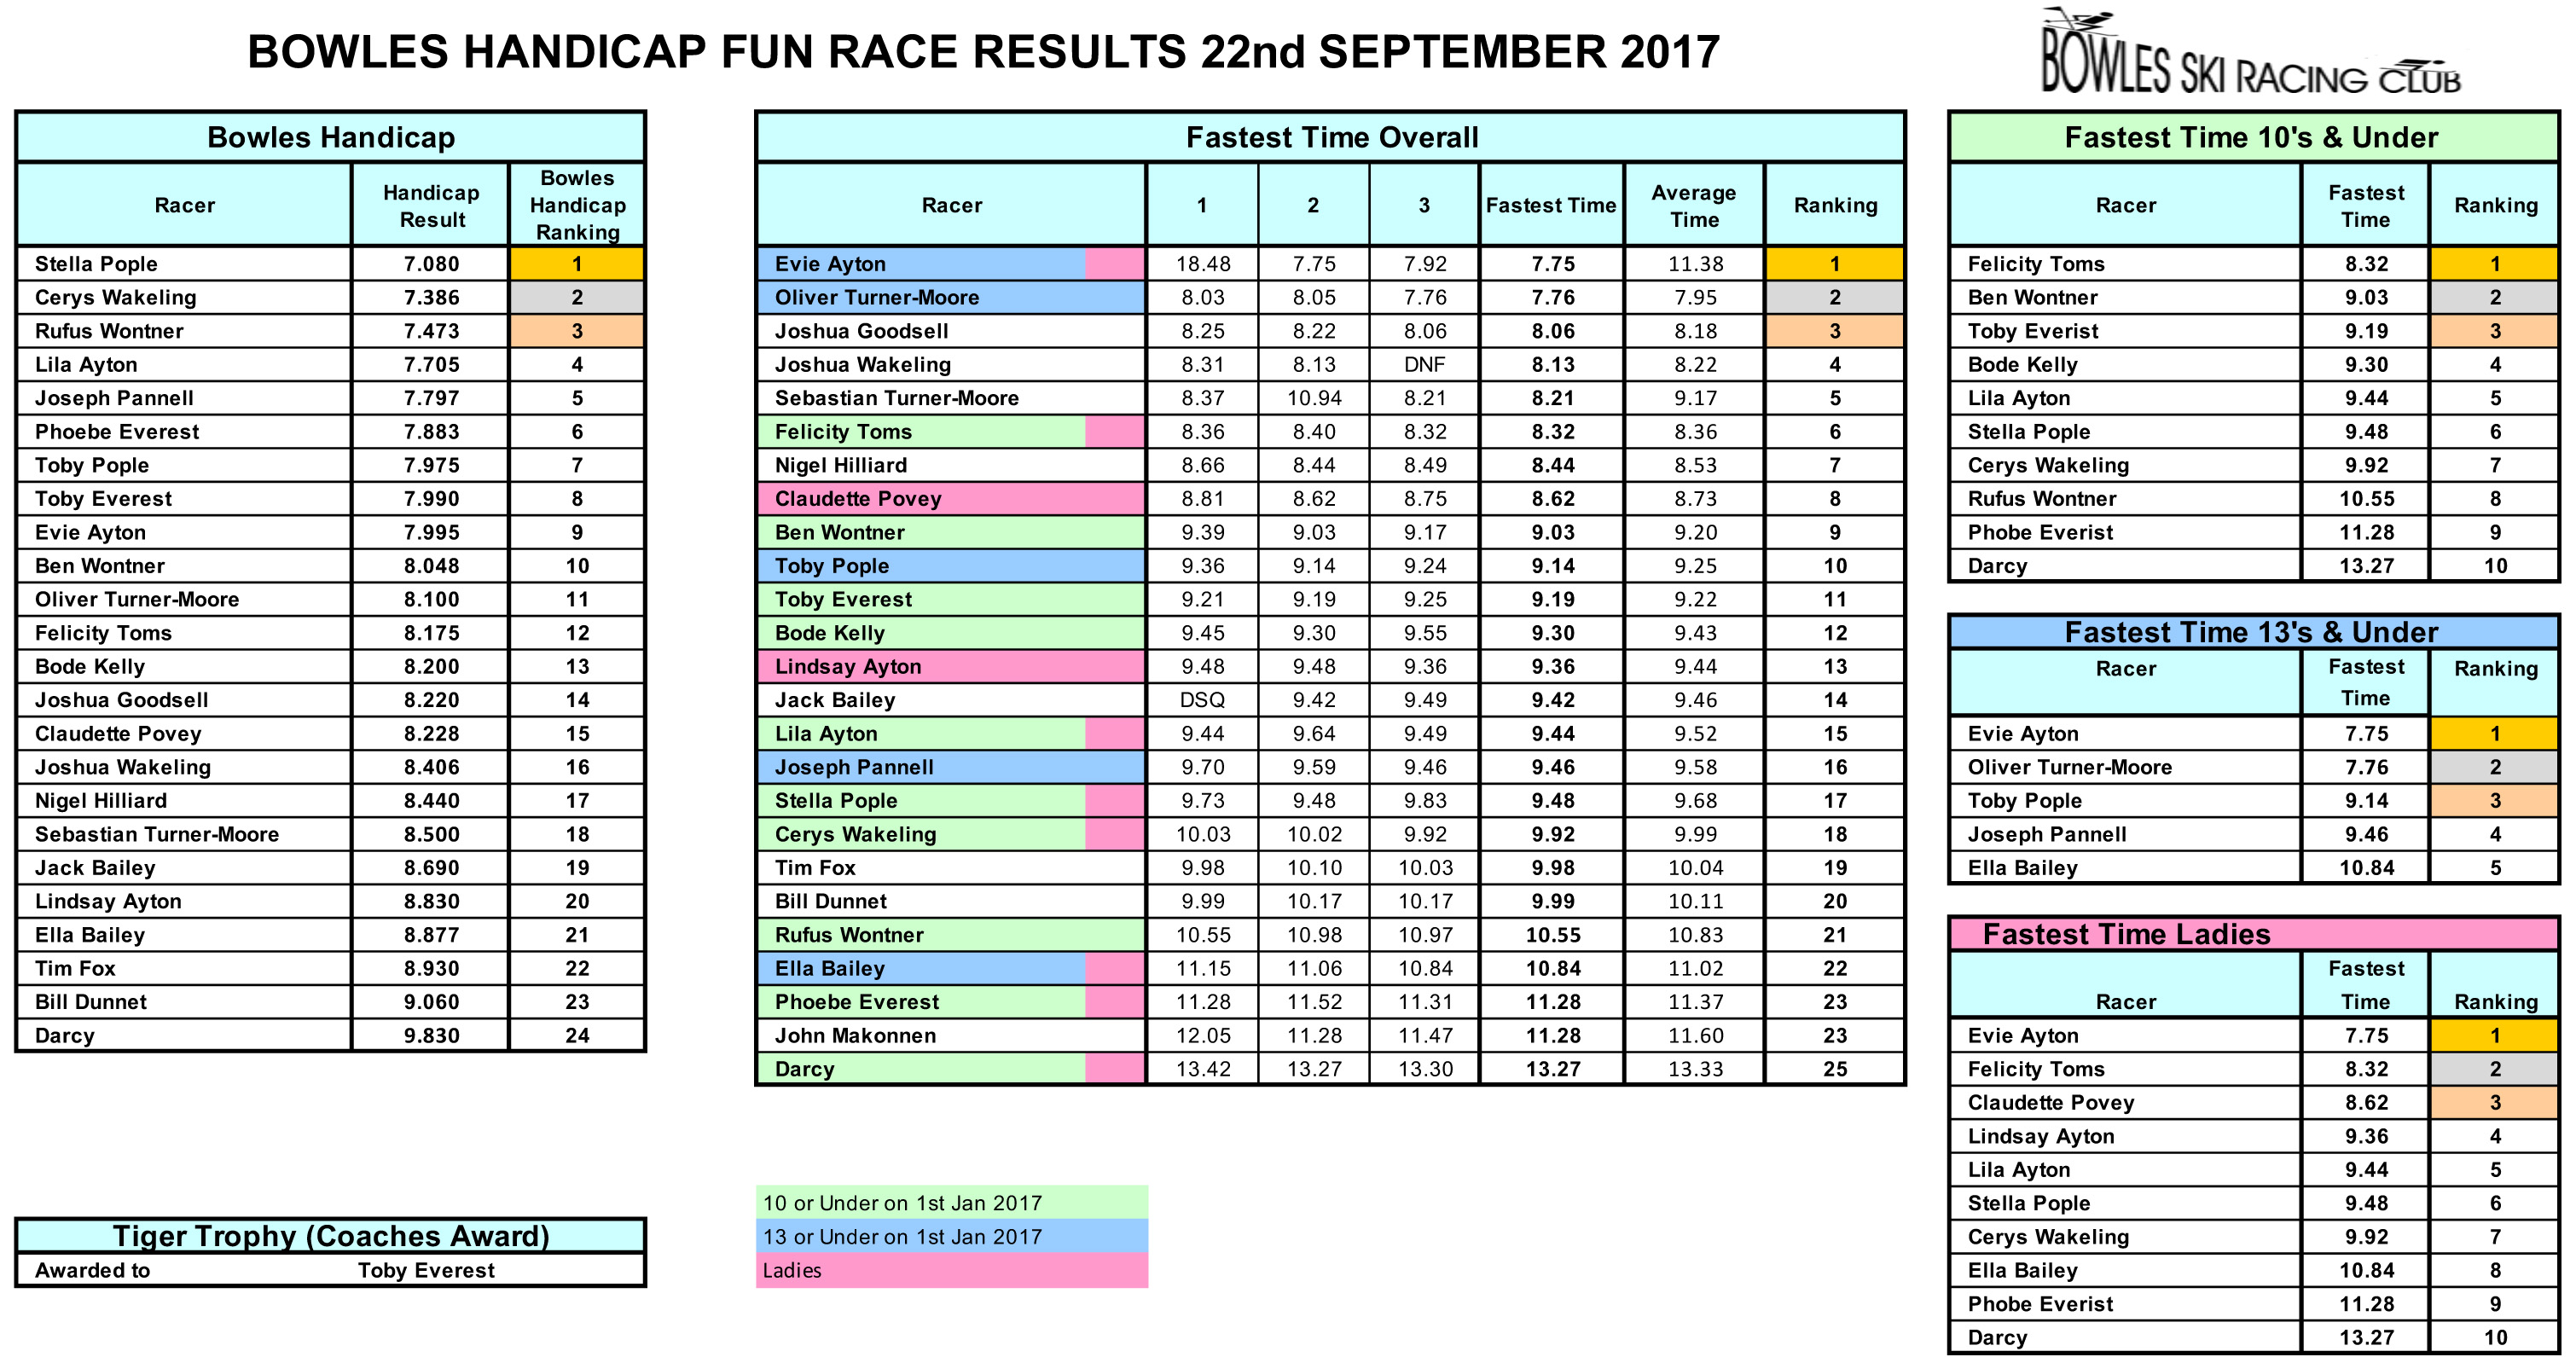 BOWLES HANDICAP FUN RACE RESULTS 22nd SEPTEMBER 2017
BOWLES SKI RACING CLUB
Bowles Handicap
Racer Handicap Result Bowles Handicap Ranking
Stella Pople 7.080 1
Cerys Wakeling 7.386 2
Rufus Wontner 7.473 3
Lila Ayton 7.705 4
Joseph Pannell 7.797 5
Phoebe Everest 7.883 6
Toby Pople 7.975 7
Toby Everest 7.990 8
Evie Ayton 7.995 9
Ben Wontner 8.048 10
Oliver Turner-Moore 8.100 11
Felicity Toms 8.175 12
Bode Kelly 8.200 13
Joshua Goodsell 8.220 14
Claudette Povey 8.228 15
Joshua Wakeling 8.406 16
Nigel Hilliard 8.440 17
Sebastian Turner-Moore 8.500 18
Jack Bailey 8.690 19
Lindsay Ayton 8.830 20
Ella Bailey 8.877 21
Tim Fox 8.930 22
Bill Dunnet 9.060 23
Darcy 9.830 24
Tiger Trophy (Coaches Award)
Awarded to Toby Everest
Fastest Time Overall
Racer 1 2 3 Fastest Time Average Time Ranking
Evie Ayton 18.48 7.75 7.92 7.75 11.38 1
Oliver Turner-Moore 8.03 8.05 7.76 7.76 7.95 2
Joshua Goodsell 8.25 8.22 8.06 8.06 8.18 3
Joshua Wakeling 8.31 8.13 DNF 8.13 8.22 4
Sebastian Turner-Moore 8.37 10.94 8.21 8.21 9.17 5
Felicity Toms 8.36 8.40 8.32 8.32 8.36 6
Nigel Hilliard 8.66 8.44 8.49 8.44 8.53 7
Claudette Povey 8.81 8.62 8.75 8.62 8.73 8
Ben Wontner 9.39 9.03 9.17 9.03 9.20 9
Toby Pople 9.36 9.14 9.24 9.14 9.25 10
Toby Everest 9.21 9.19 9.25 9.19 9.22 11
Bode Kelly 9.45 9.30 9.55 9.30 9.43 12
Lindsay Ayton 9.48 9.48 9.36 9.36 9.44 13
Jack Bailey DSQ 9.42 9.49 9.42 9.46 14
Lila Ayton 9.44 9.64 9.49 9.44 9.52 15
Joseph Pannell 9.70 9.59 9.46 9.46 9.58 16
Stella Pople 9.73 9.48 9.83 9.48 9.68 17
Cerys Wakeling 10.03 10.02 9.92 9.92 9.99 18
Tim Fox 9.98 10.10 10.03 9.98 10.04 19
Bill Dunnet 9.99 10.17 10.17 9.99 10.11 20
Rufus Wontner 10.55 10.98 10.97 10.55 10.83 21
Ella Bailey 11.15 11.06 10.84 10.84 11.02 22
Phoebe Everest 11.28 11.52 11.31 11.28 11.37 23
John Makonnen 12.05 11.28 11.47 11.28 11.60 23
Darcy 13.42 13.27 13.30 13.27 13.33 25
10 or Under on 1st Jan 2017
13 or Under on 1st Jan 2017
Ladies
Fastest Time 10's & Under
Racer Fastest Time Ranking
Felicity Toms 8.32 1
Ben Wontner 9.03 2
Toby Everist 9.19 3
Bode Kelly 9.30 4
Lila Ayton 9.44 5
Stella Pople 9.48 6
Cerys Wakeling 9.92 7
Rufus Wontner 10.55 8
Phobe Everist 11.28 9
Darcy 13.27 10
Fastest Time 13's & Under
Racer Fastest Time Ranking
Evie Ayton 7.75 1
Oliver Turner-Moore 7.76 2
Toby Pople 9.14 3
Joseph Pannell 9.46 4
Ella Bailey 10.84 5
Fastest Time Ladies
Racer Fastest Time Ranking
Evie Ayton 7.75 1
Felicity Toms 8.32 2
Claudette Povey 8.62 3
Lindsay Ayton 9.36 4
Lila Ayton 9.44 5
Stella Pople 9.48 6
Cerys Wakeling 9.92 7
Ella Bailey 10.84 8
Phobe Everist 11.28 9
Darcy 13.27 10